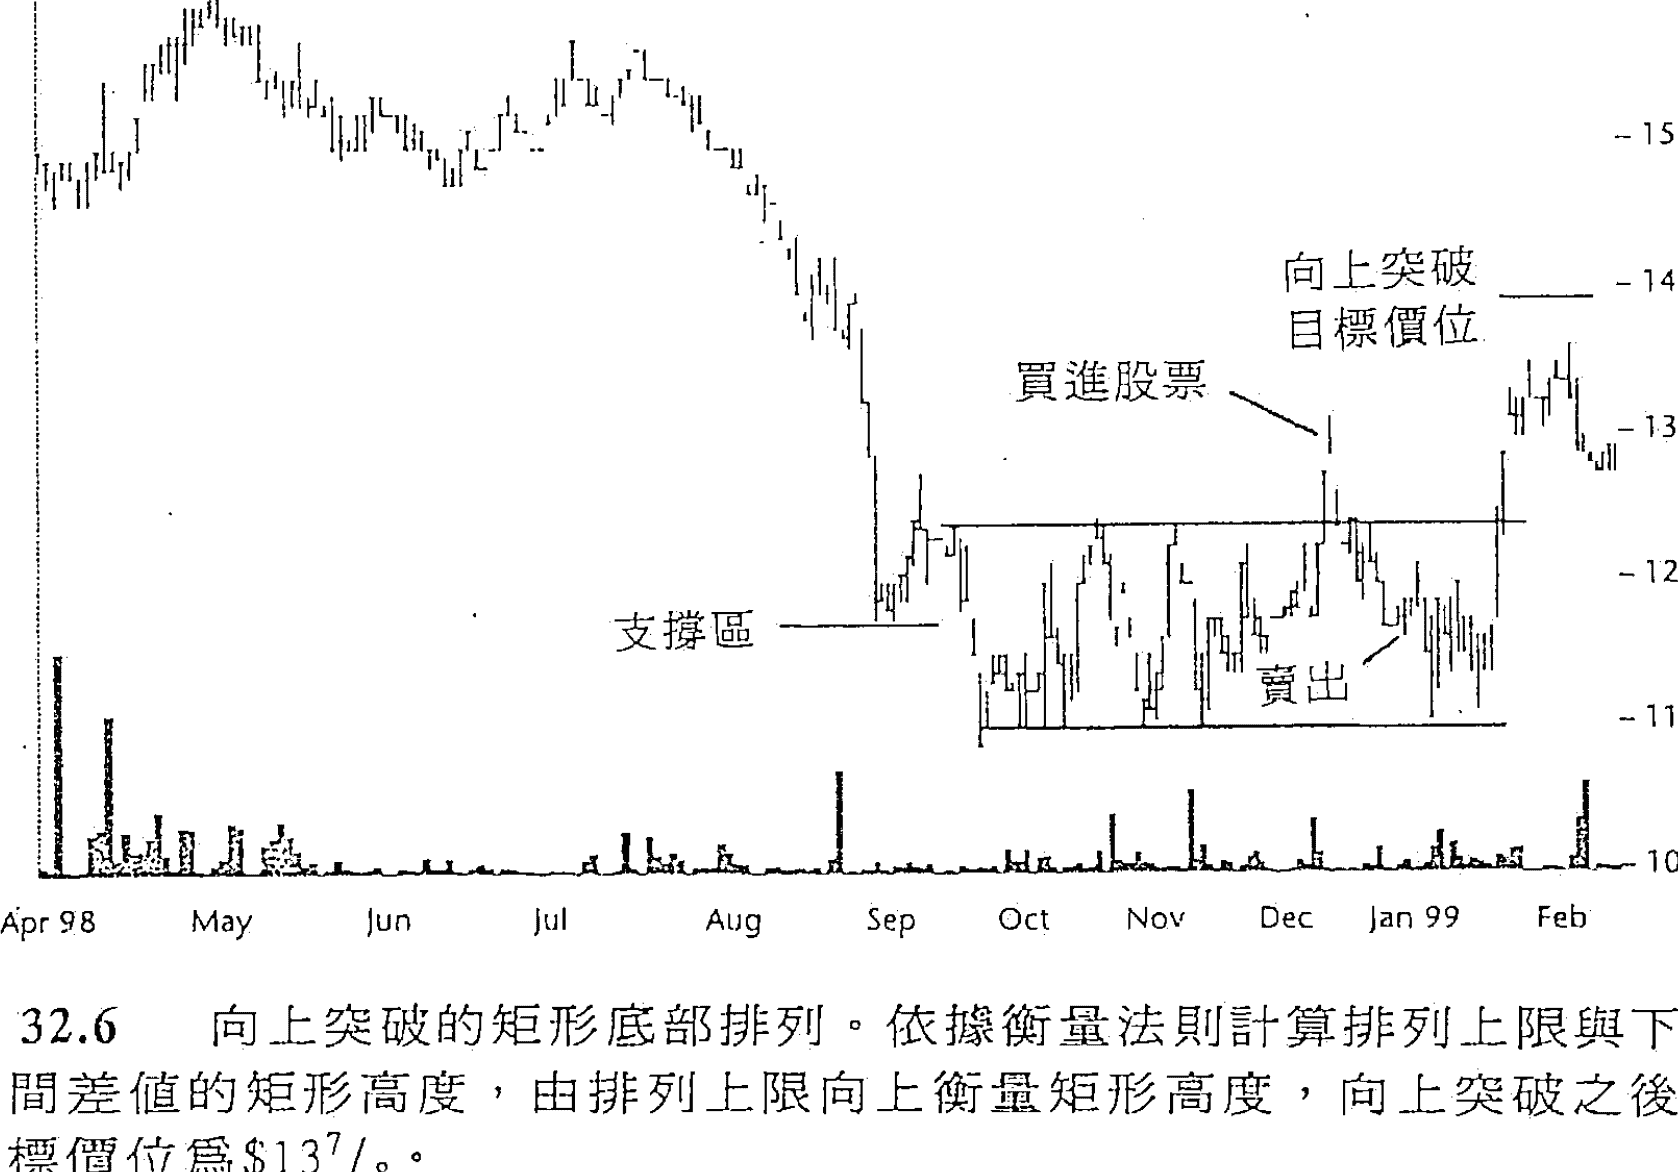 15
向上突破
14
目標價位
買進股票
13
12
支撐區
賣出
11
10
Apr 98 May Jun Jul Aug Sep Oct Nov Dec Jan 99 Feb
32.6 向上突破的矩形底部排列。依據衡量法則計算排列上限與下
間差值的矩形高度，由排列上限向上衡量矩形高度，向上突破之後
標價位為$13⁷/。